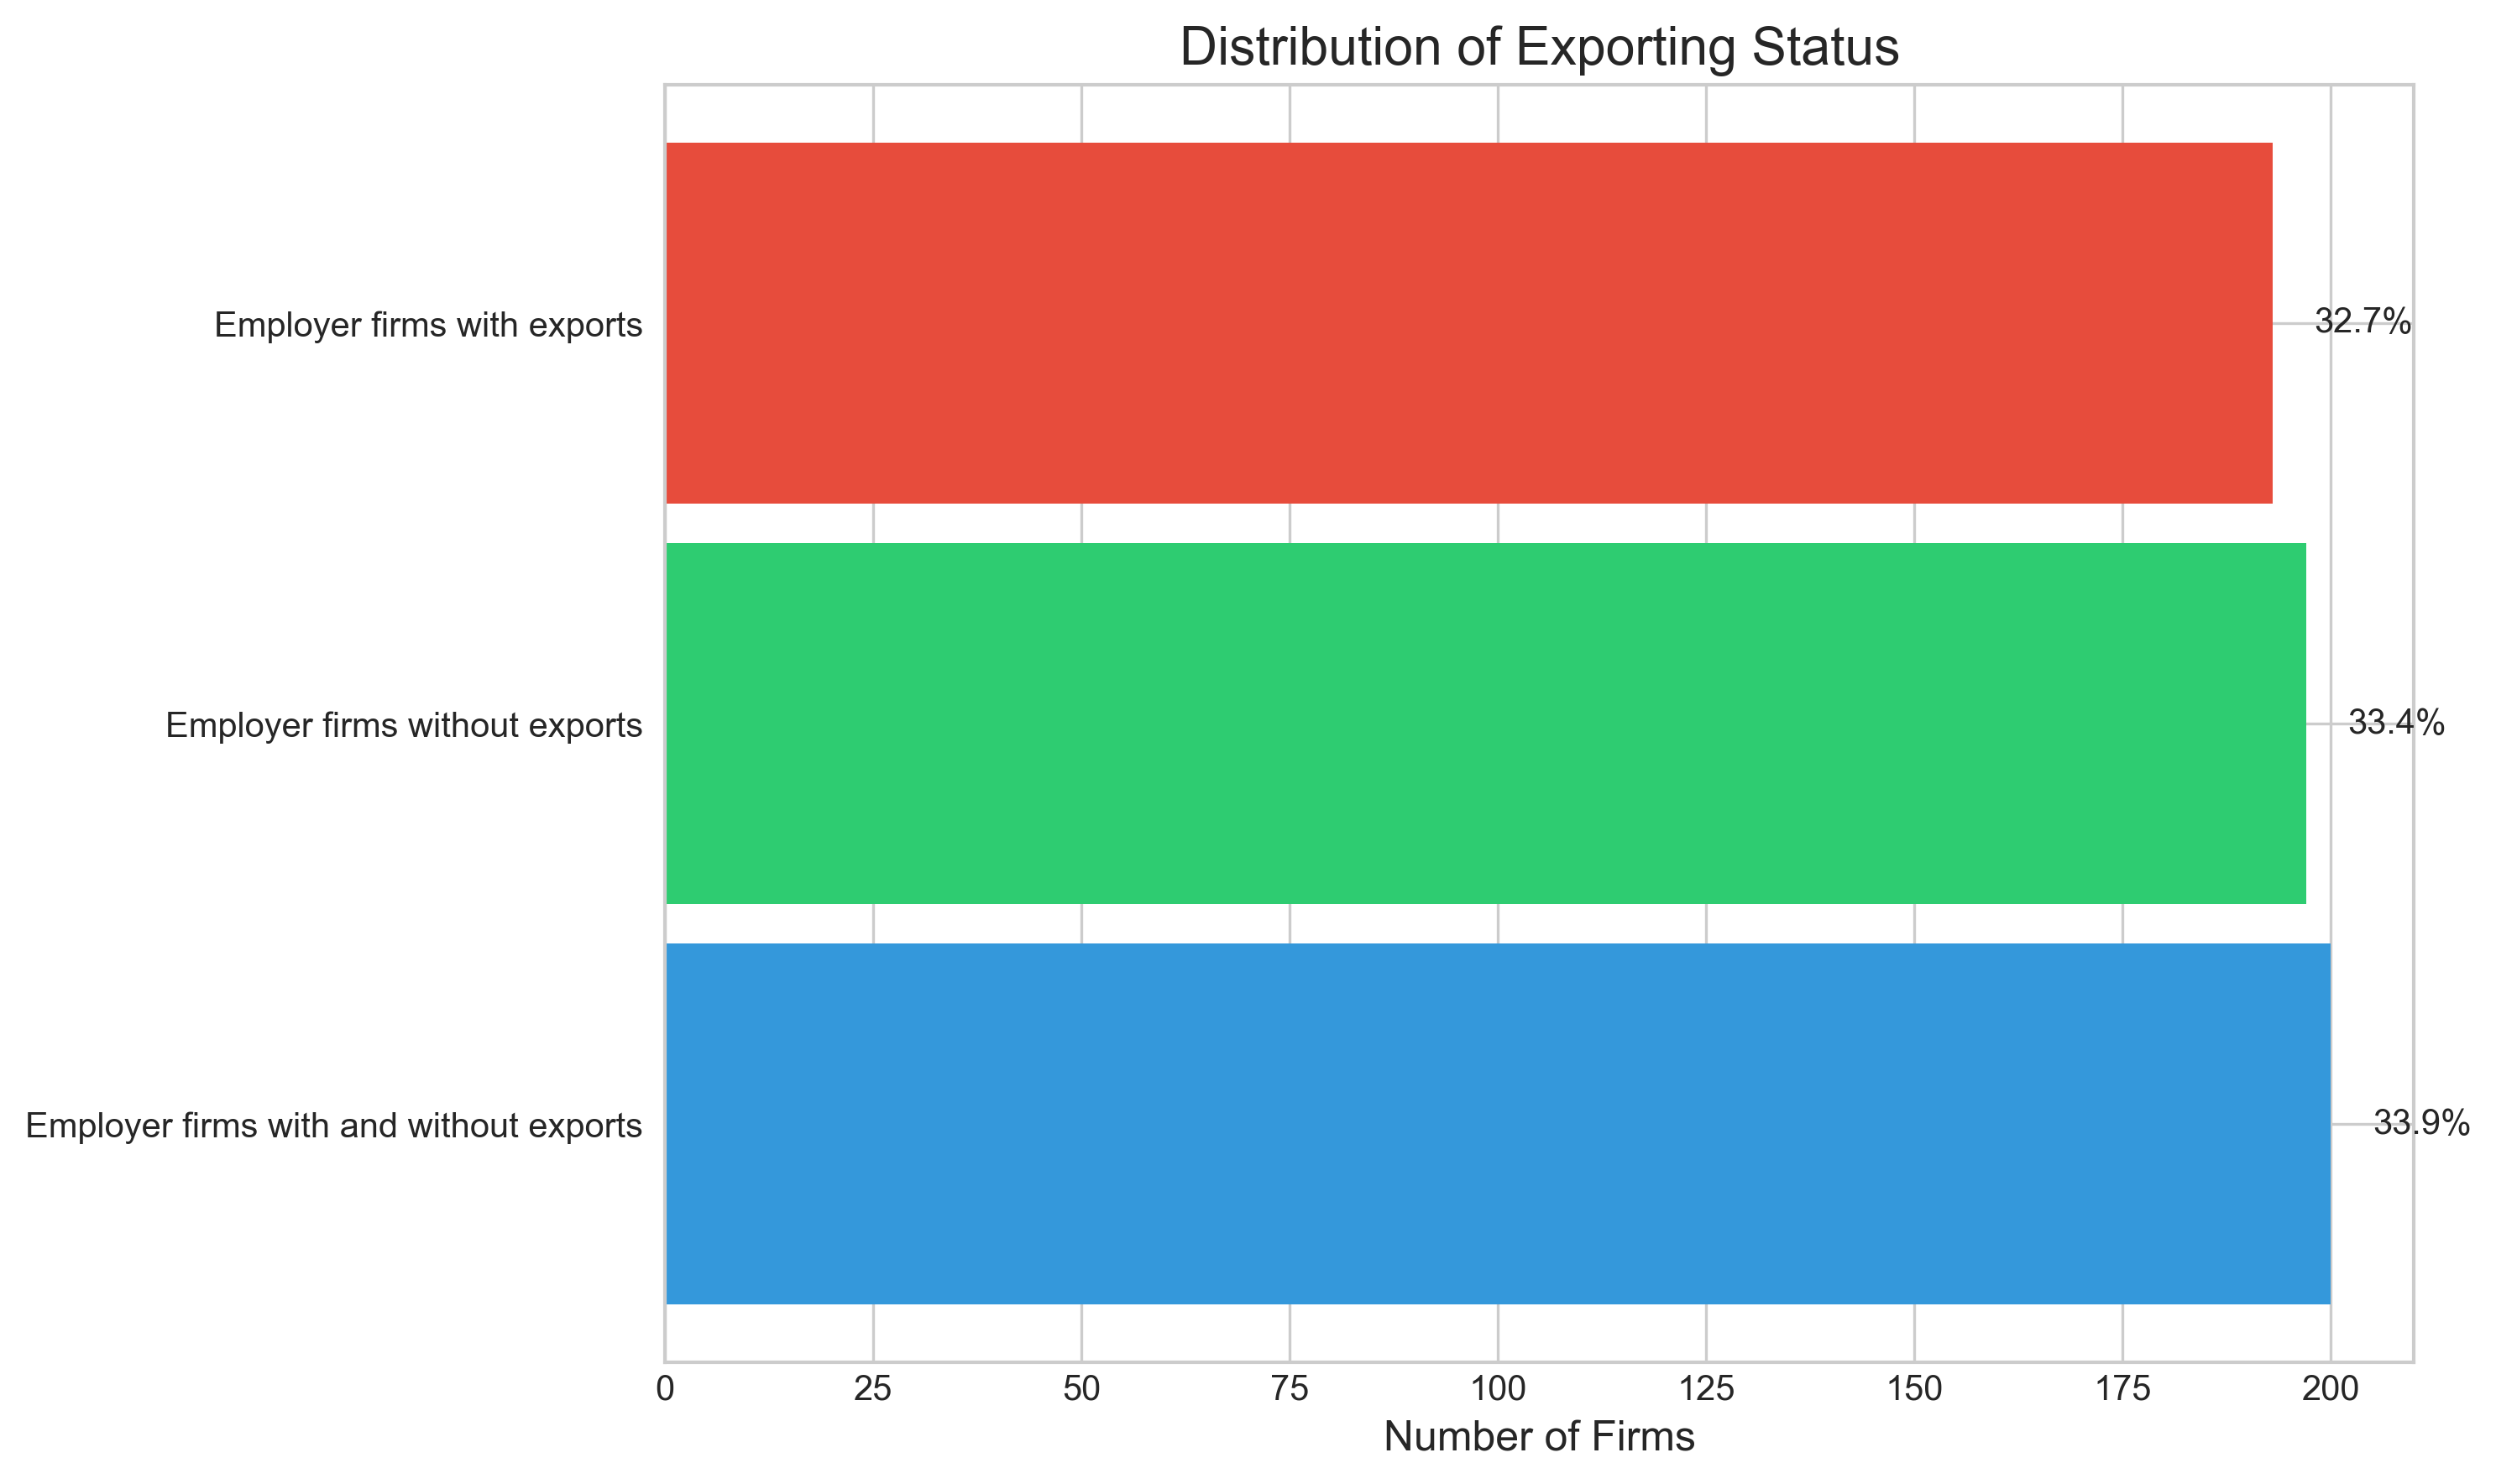 Distribution of Exporting Status
Employer firms with exports
32.7%
Employer firms without exports
33.4%
Employer firms with and without exports
33.9%
0 25 50 75 100 125 150 175 200
Number of Firms